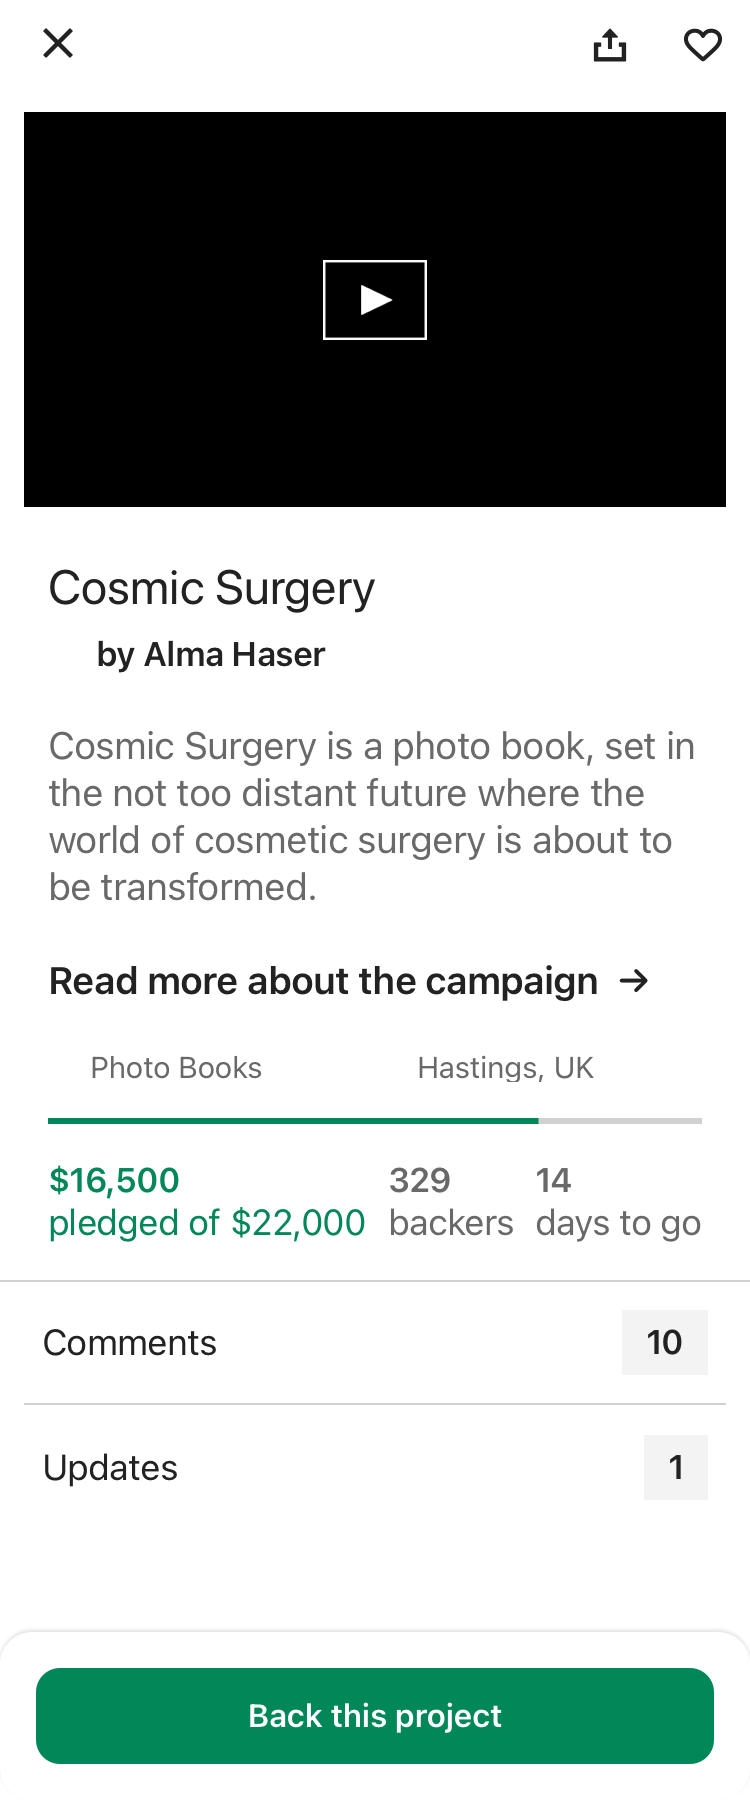 Cosmic Surgery
by Alma Haser
Cosmic Surgery is a photo book, set in
the not too distant future where the
world of cosmetic surgery is about to
be transformed.
Read more about the campaign →
Photo Books
Hastings, UK
$16,500
pledged of $22,000
329
backers
14
days to go
Comments
10
Updates
1
Back this project